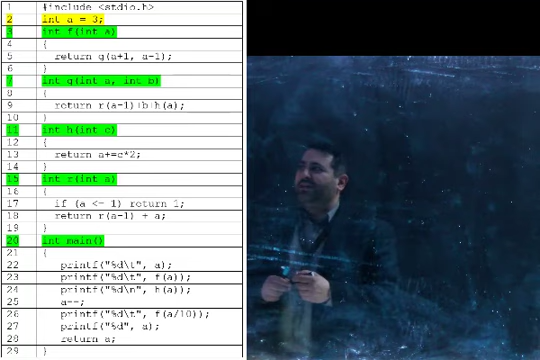 1 #include <stdio.h>
2 int a = 3;
3 int f(int a)
4 {
5 return g(a+1, a-1);
6 }
7 int g(int a, int b)
8 {
9 return r(a-1)+b+h(a);
10 }
11 int h(int c)
12 {
13 return a+=c*2;
14 }
15 int r(int a)
16 {
17 if (a <= 1) return 1;
18 return r(a-1) + a;
19 }
20 int main()
21 {
22 printf("%d\t", a);
23 printf("%d\t", f(a));
24 printf("%d\n", h(a));
25 a--;
26 printf("%d\t", f(a/10));
27 printf("%d", a);
28 return a;
29 }